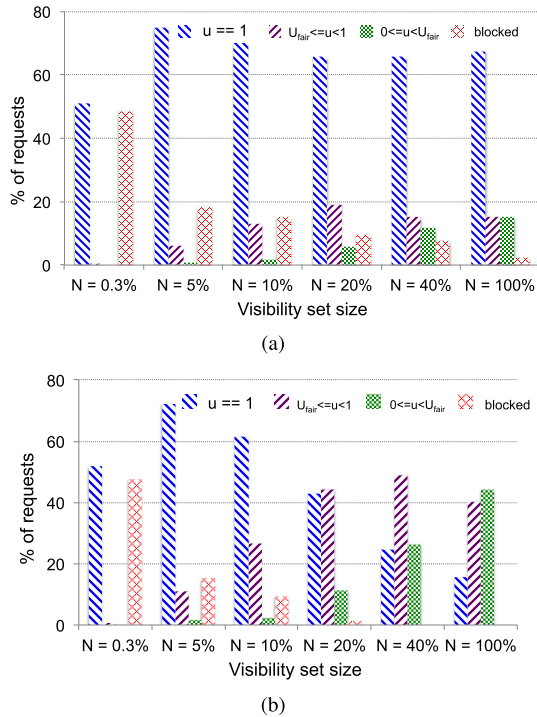 80
60
40
20
0
% of requests
u == 1 U_fair<=u<1 0<=u<U_fair blocked
N = 0.3% N = 5% N = 10% N = 20% N = 40% N = 100%
Visibility set size
(a)
80
60
40
20
0
% of requests
u == 1 U_fair<=u<1 0<=u<U_fair blocked
N = 0.3% N = 5% N = 10% N = 20% N = 40% N = 100%
Visibility set size
(b)